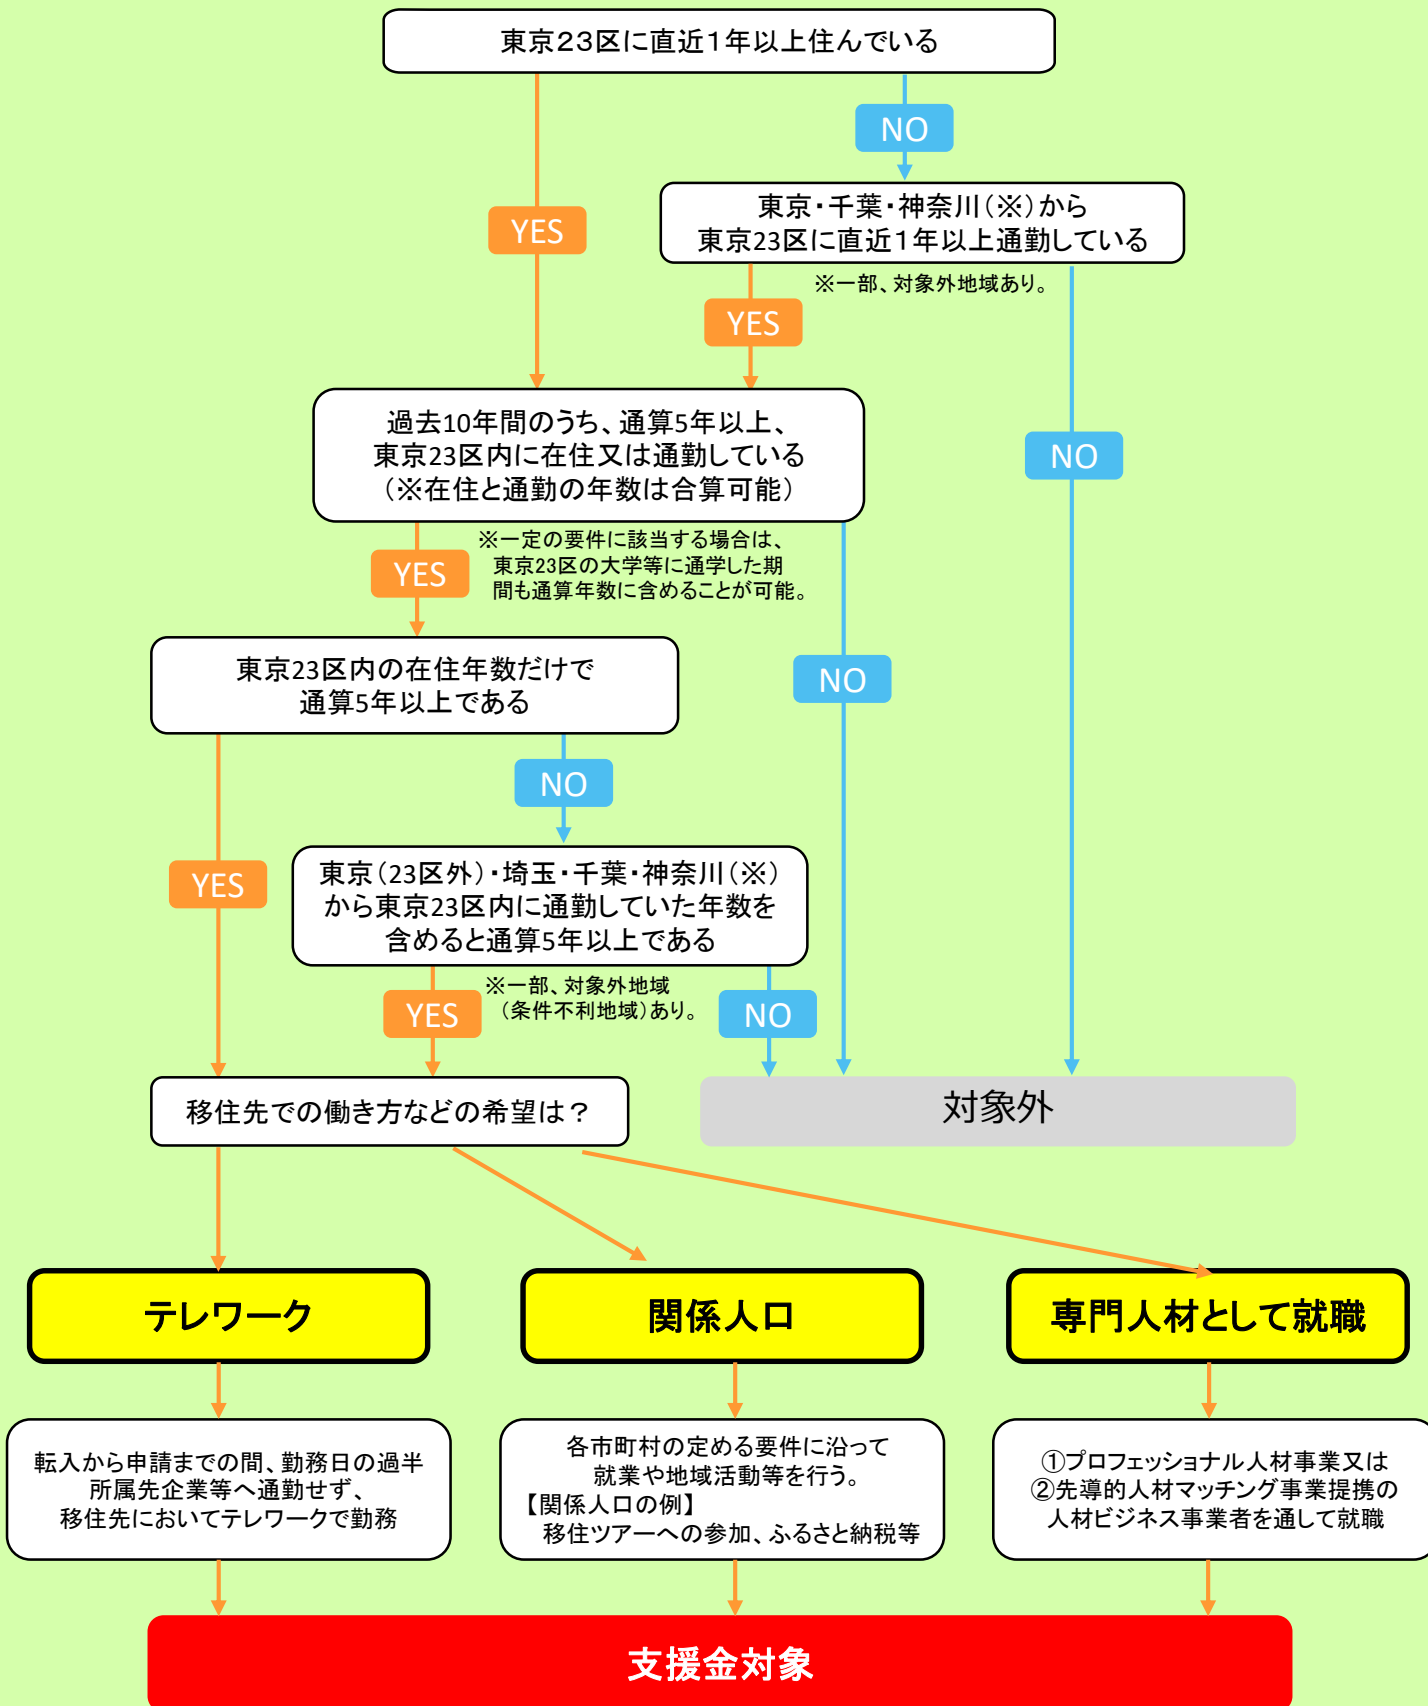 東京２３区に直近１年以上住んでいる
NO
YES
東京・千葉・神奈川（※）から
東京23区に直近１年以上通勤している
※一部、対象外地域あり。
YES
NO
過去10年間のうち、通算5年以上、
東京23区内に在住又は通勤している
（※在住と通勤の年数は合算可能）
※一定の要件に該当する場合は、
東京23区の大学等に通学した期
間も通算年数に含めることが可能。
YES
NO
東京23区内の在住年数だけで
通算5年以上である
NO
YES
東京（23区外）・埼玉・千葉・神奈川（※）
から東京23区内に通勤していた年数を
含めると通算5年以上である
※一部、対象外地域
（条件不利地域）あり。
YES
NO
移住先での働き方などの希望は？
対象外
テレワーク
関係人口
専門人材として就職
転入から申請までの間、勤務日の過半
所属先企業等へ通勤せず、
移住先においてテレワークで勤務
各市町村の定める要件に沿って
就業や地域活動等を行う。
【関係人口の例】
移住ツアーへの参加、ふるさと納税等
①プロフェッショナル人材事業又は
②先導的人材マッチング事業提携の
人材ビジネス事業者を通して就職
支援金対象